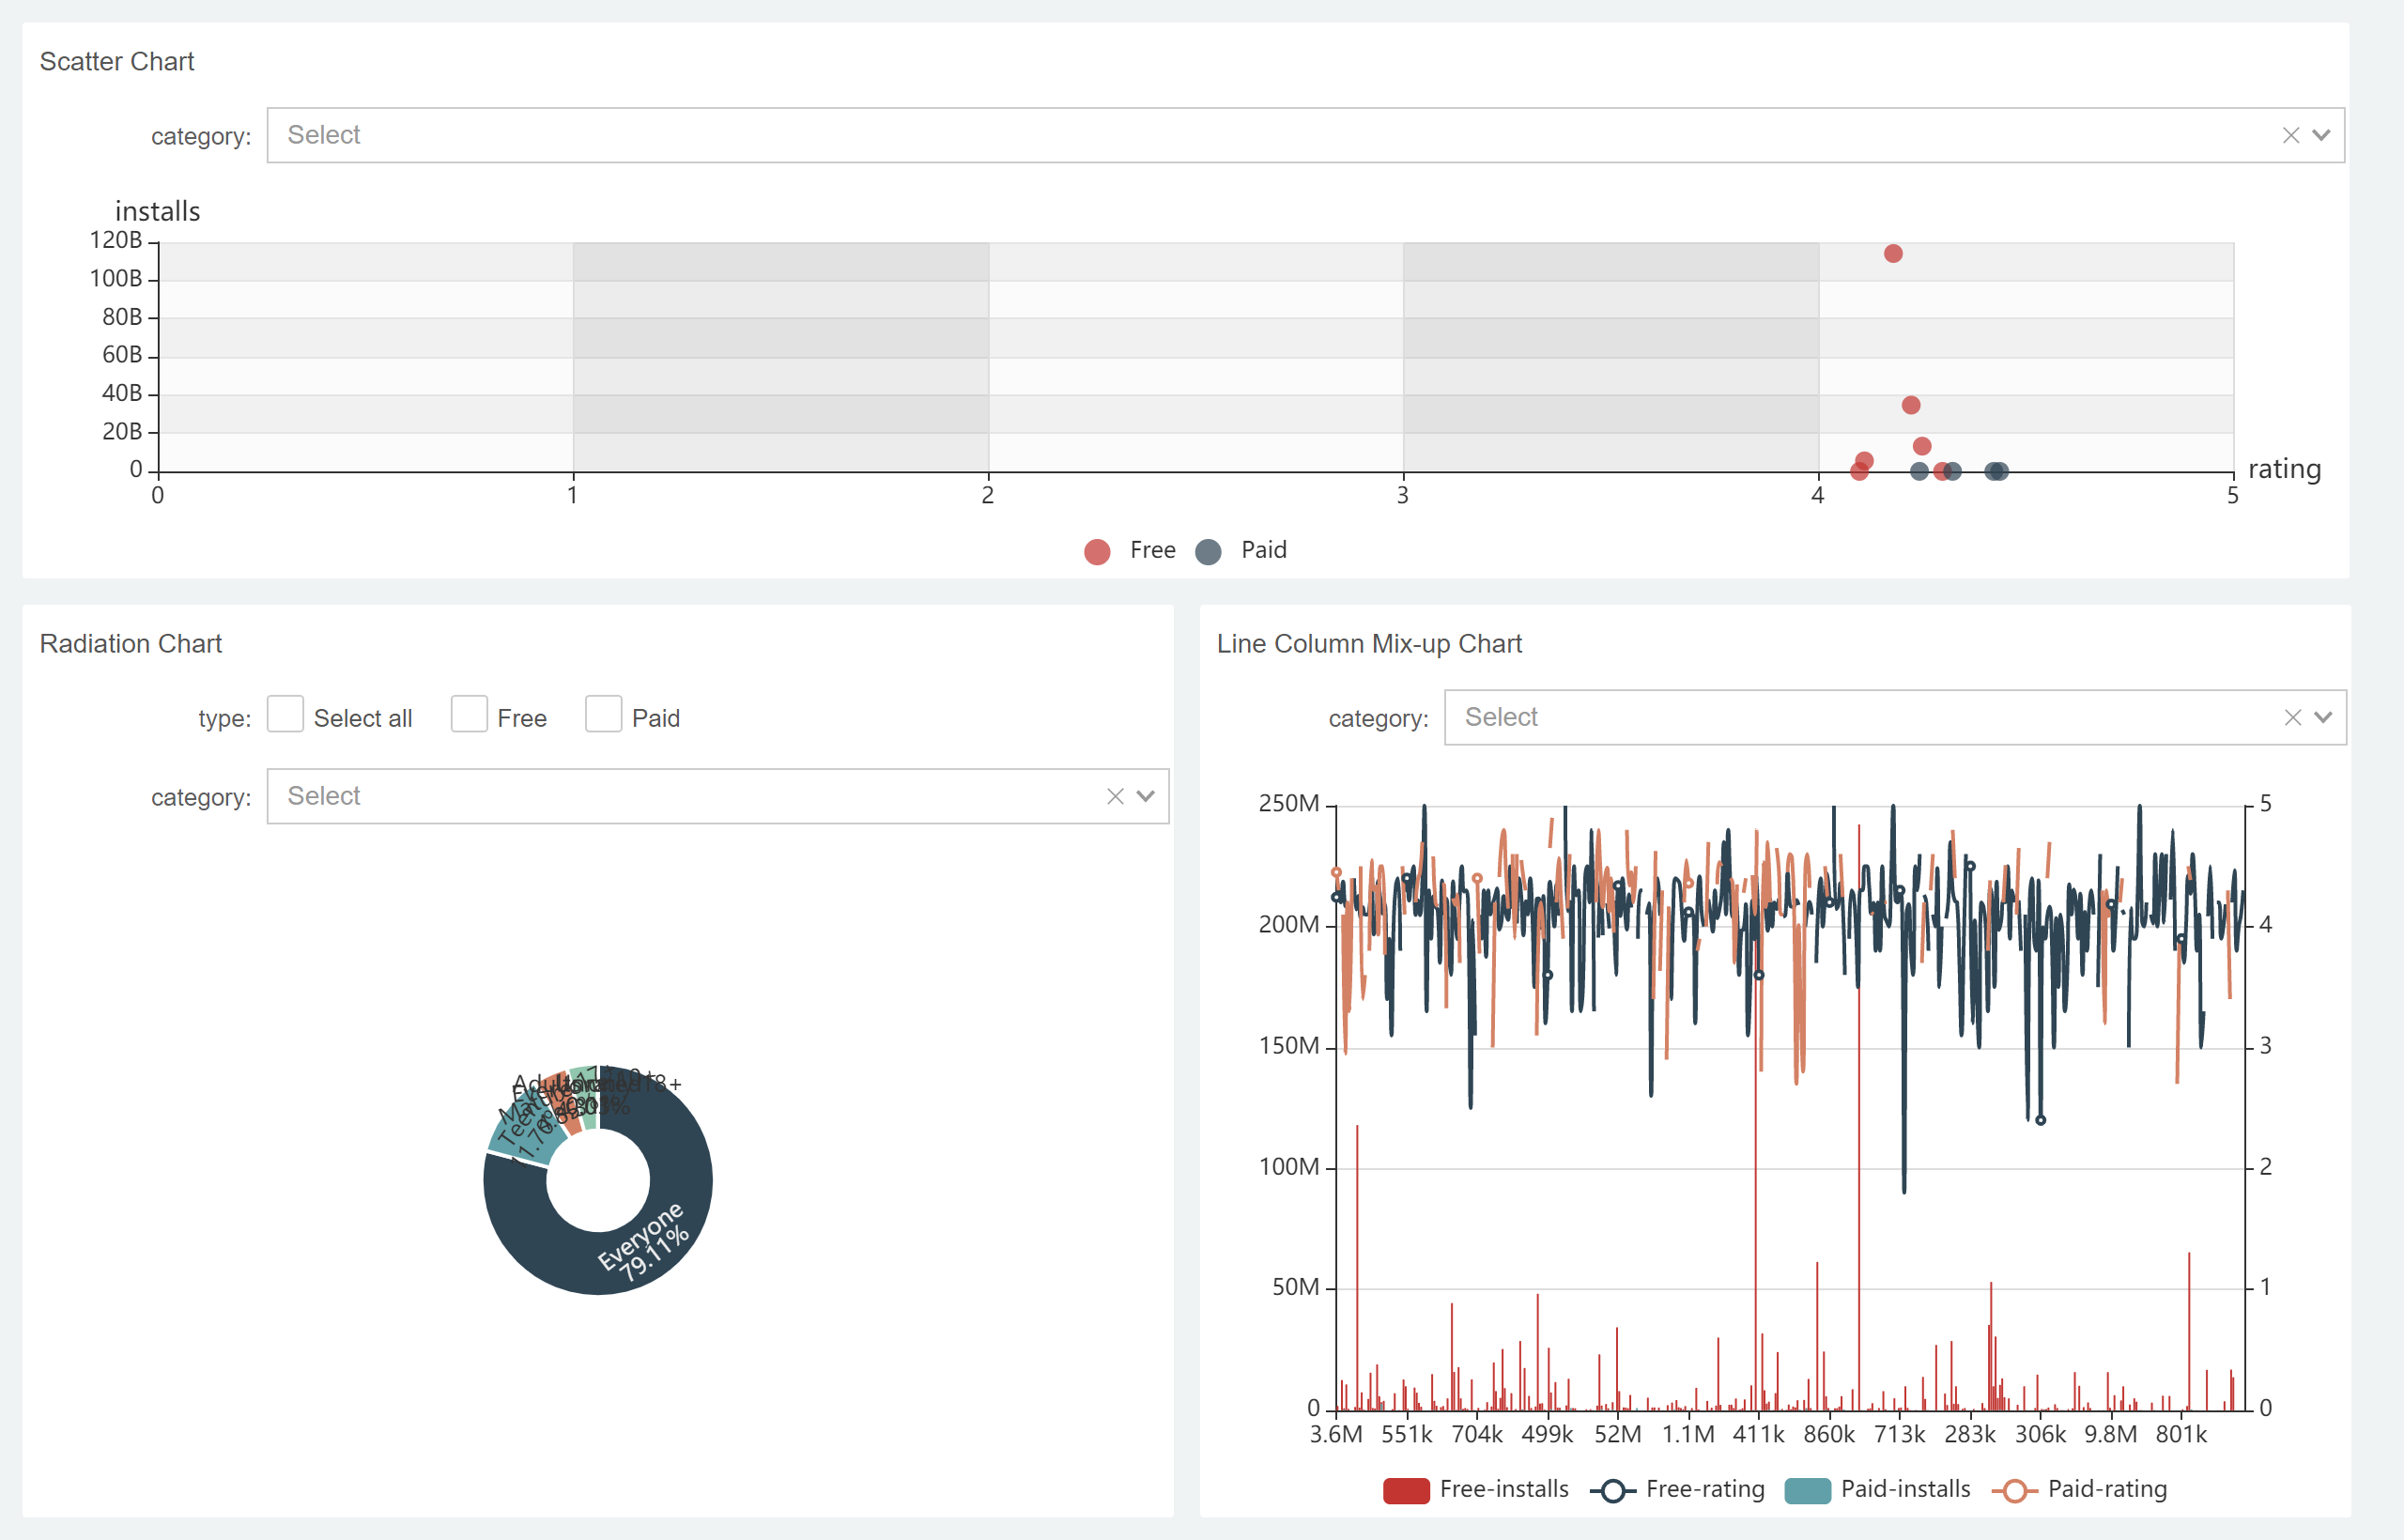 Scatter Chart
category: Select
installs
120B
100B
80B
60B
40B
20B
0
0 1 2 3 4 5
rating
Free Paid
Radiation Chart
type: Select all Free Paid
category: Select
Everyone
79.11%
Line Column Mix-up Chart
category: Select
250M 5
200M 4
150M 3
100M 2
50M 1
0 0
3.6M 551k 704k 499k 52M 1.1M 411k 860k 713k 283k 306k 9.8M 801k
Free-installs Free-rating Paid-installs Paid-rating